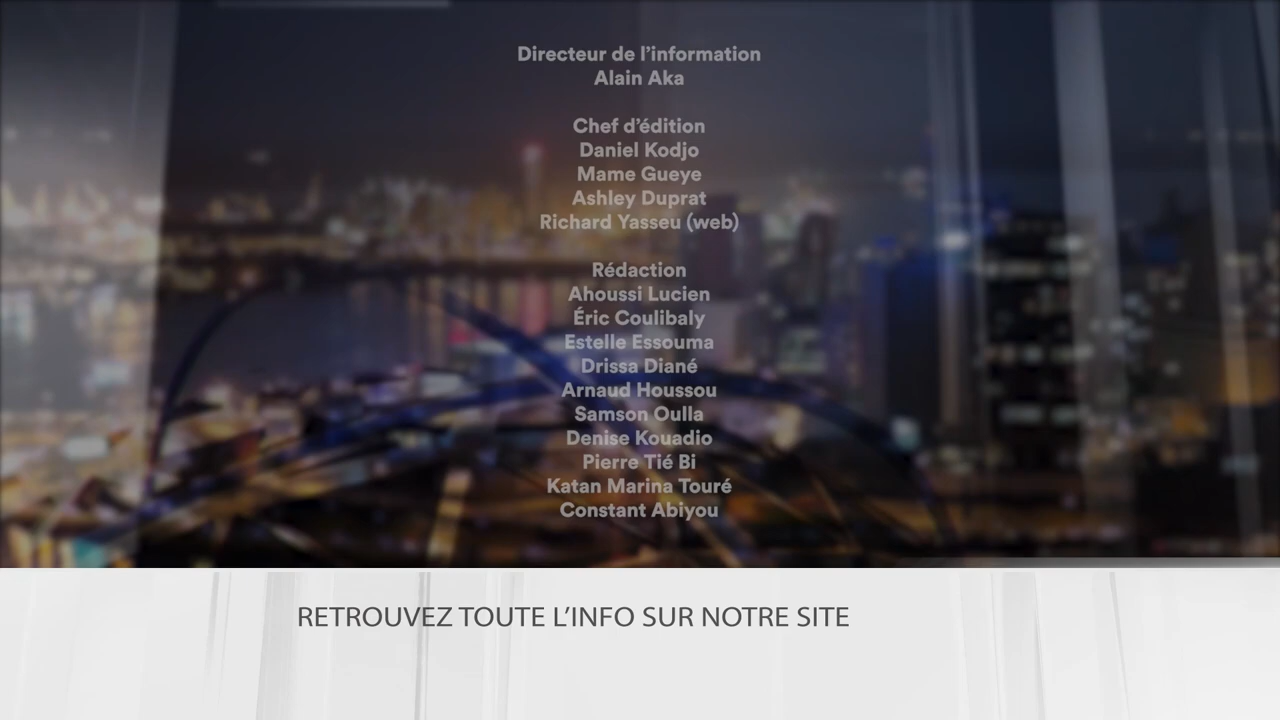 Directeur de l’information
Alain Aka
Chef d’édition
Daniel Kodjo
Mame Gueye
Ashley Duprat
Richard Yasseu (web)
Rédaction
Ahoussi Lucien
Éric Coulibaly
Estelle Essouma
Drissa Diané
Arnaud Houssou
Samson Oulla
Denise Kouadio
Pierre Tié Bi
Katan Marina Touré
Constant Abiyou
RETROUVEZ TOUTE L’INFO SUR NOTRE SITE